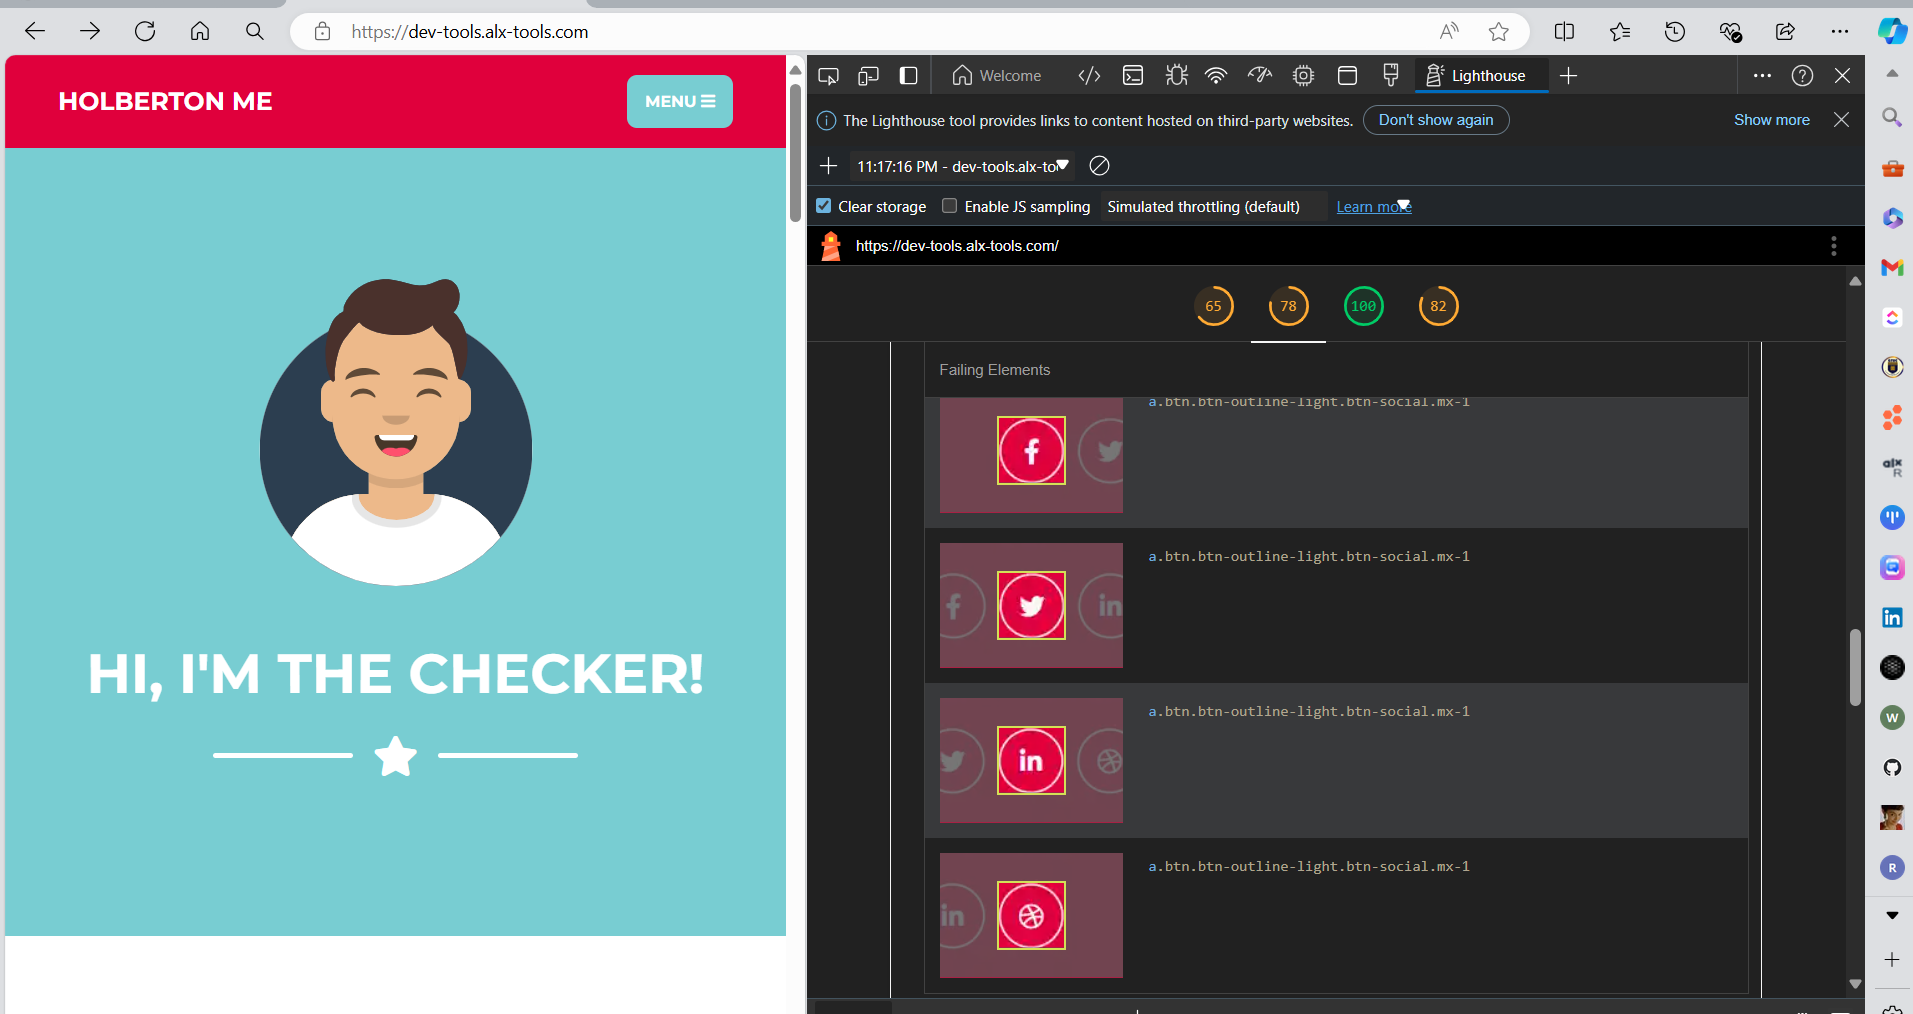 https://dev-tools.alx-tools.com
HOLBERTON ME
MENU
HI, I'M THE CHECKER!
Welcome
Lighthouse
The Lighthouse tool provides links to content hosted on third-party websites.
Don't show again
Show more
11:17:16 PM - dev-tools.alx-to
Clear storage
Enable JS sampling
Simulated throttling (default)
Learn more
https://dev-tools.alx-tools.com/
65
78
100
82
Failing Elements
a.btn.btn-outline-light.btn-social.mx-1
a.btn.btn-outline-light.btn-social.mx-1
a.btn.btn-outline-light.btn-social.mx-1
in
a.btn.btn-outline-light.btn-social.mx-1
alx
R
in
W
R